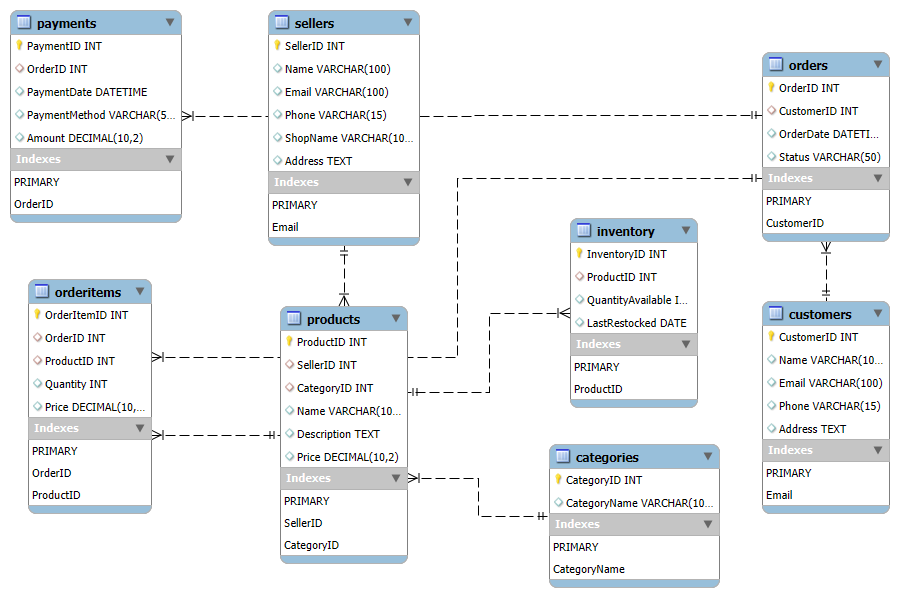 payments
PaymentID INT
OrderID INT
PaymentDate DATETIME
PaymentMethod VARCHAR(5...
Amount DECIMAL(10,2)
Indexes
PRIMARY
OrderID
sellers
SellerID INT
Name VARCHAR(100)
Email VARCHAR(100)
Phone VARCHAR(15)
ShopName VARCHAR(10...
Address TEXT
Indexes
PRIMARY
Email
orders
OrderID INT
CustomerID INT
OrderDate DATETI...
Status VARCHAR(50)
Indexes
PRIMARY
CustomerID
inventory
InventoryID INT
ProductID INT
QuantityAvailable I...
LastRestocked DATE
Indexes
PRIMARY
ProductID
orderitems
OrderItemID INT
OrderID INT
ProductID INT
Quantity INT
Price DECIMAL(10,...
Indexes
PRIMARY
OrderID
ProductID
products
ProductID INT
SellerID INT
CategoryID INT
Name VARCHAR(10...
Description TEXT
Price DECIMAL(10,2)
Indexes
PRIMARY
SellerID
CategoryID
customers
CustomerID INT
Name VARCHAR(10...
Email VARCHAR(100)
Phone VARCHAR(15)
Address TEXT
Indexes
PRIMARY
Email
categories
CategoryID INT
CategoryName VARCHAR(10...
Indexes
PRIMARY
CategoryName